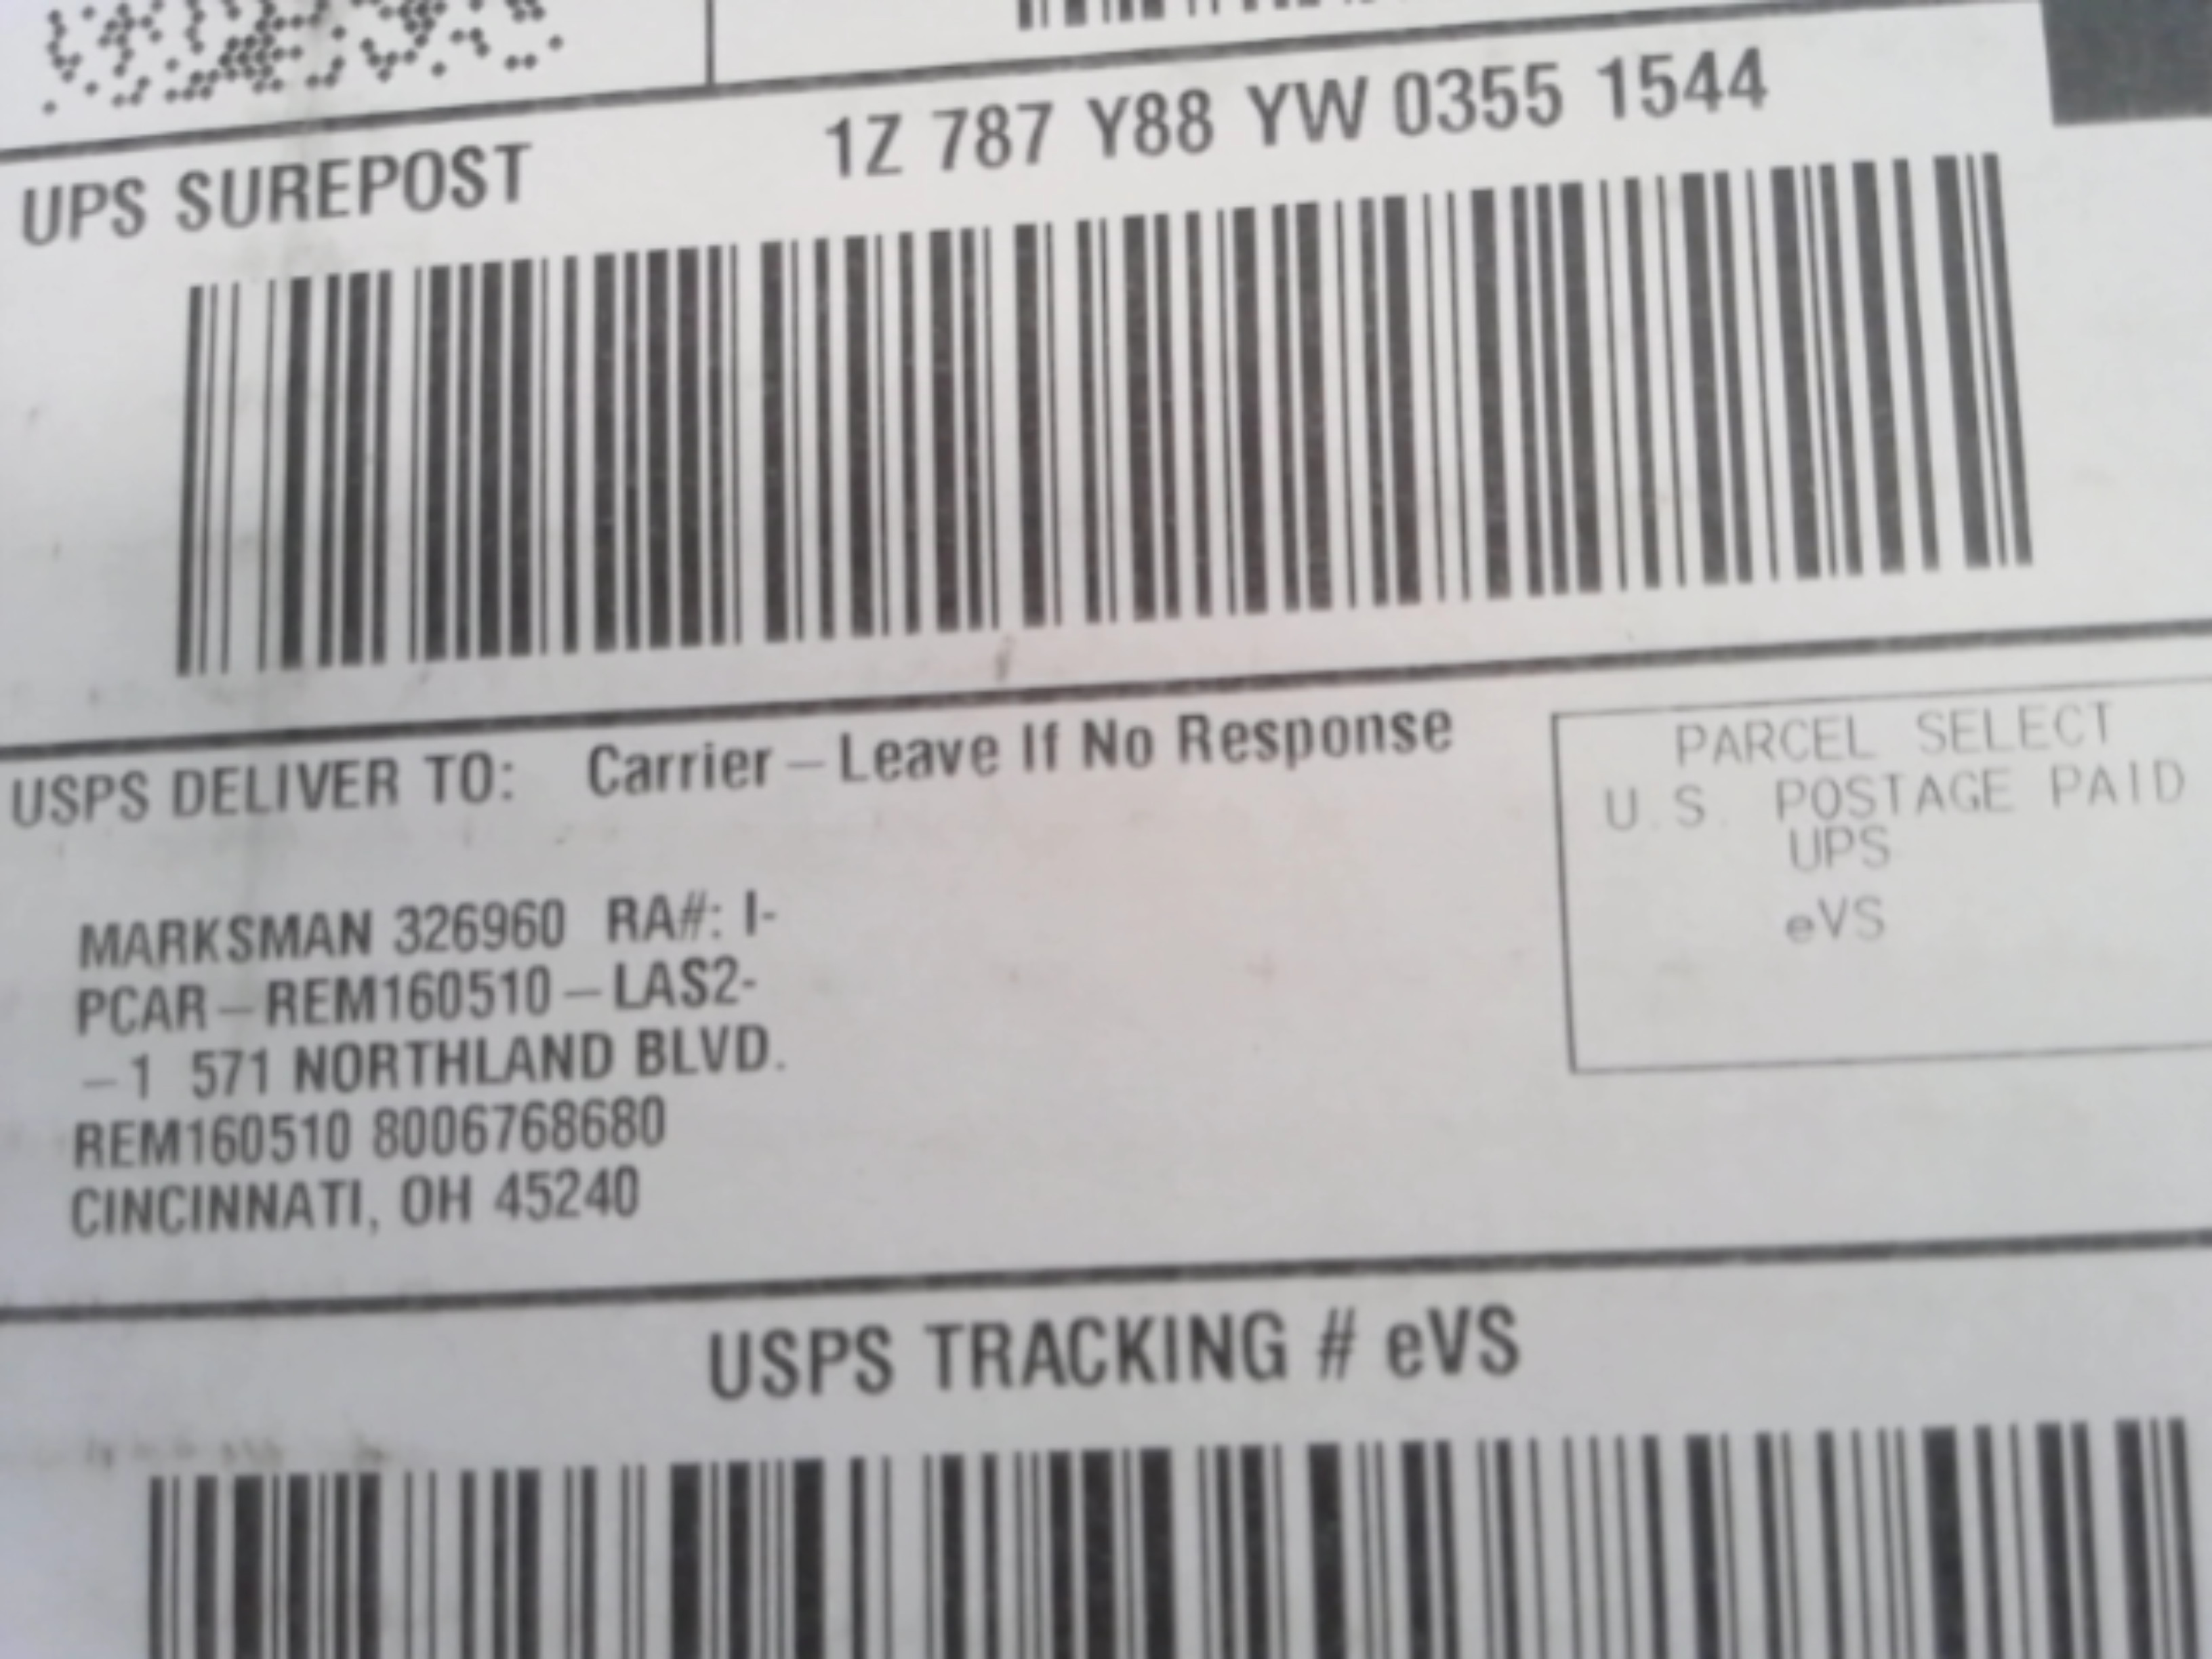 UPS SUREPOST
1Z 787 Y88 YW 0355 1544
USPS DELIVER TO: Carrier – Leave If No Response
PARCEL SELECT
U.S. POSTAGE PAID
UPS
eVS
MARKSMAN 326960 RA#: I-
PCAR – REM160510 – LAS2-
– 1 571 NORTHLAND BLVD.
REM160510 8006768680
CINCINNATI, OH 45240
USPS TRACKING # eVS